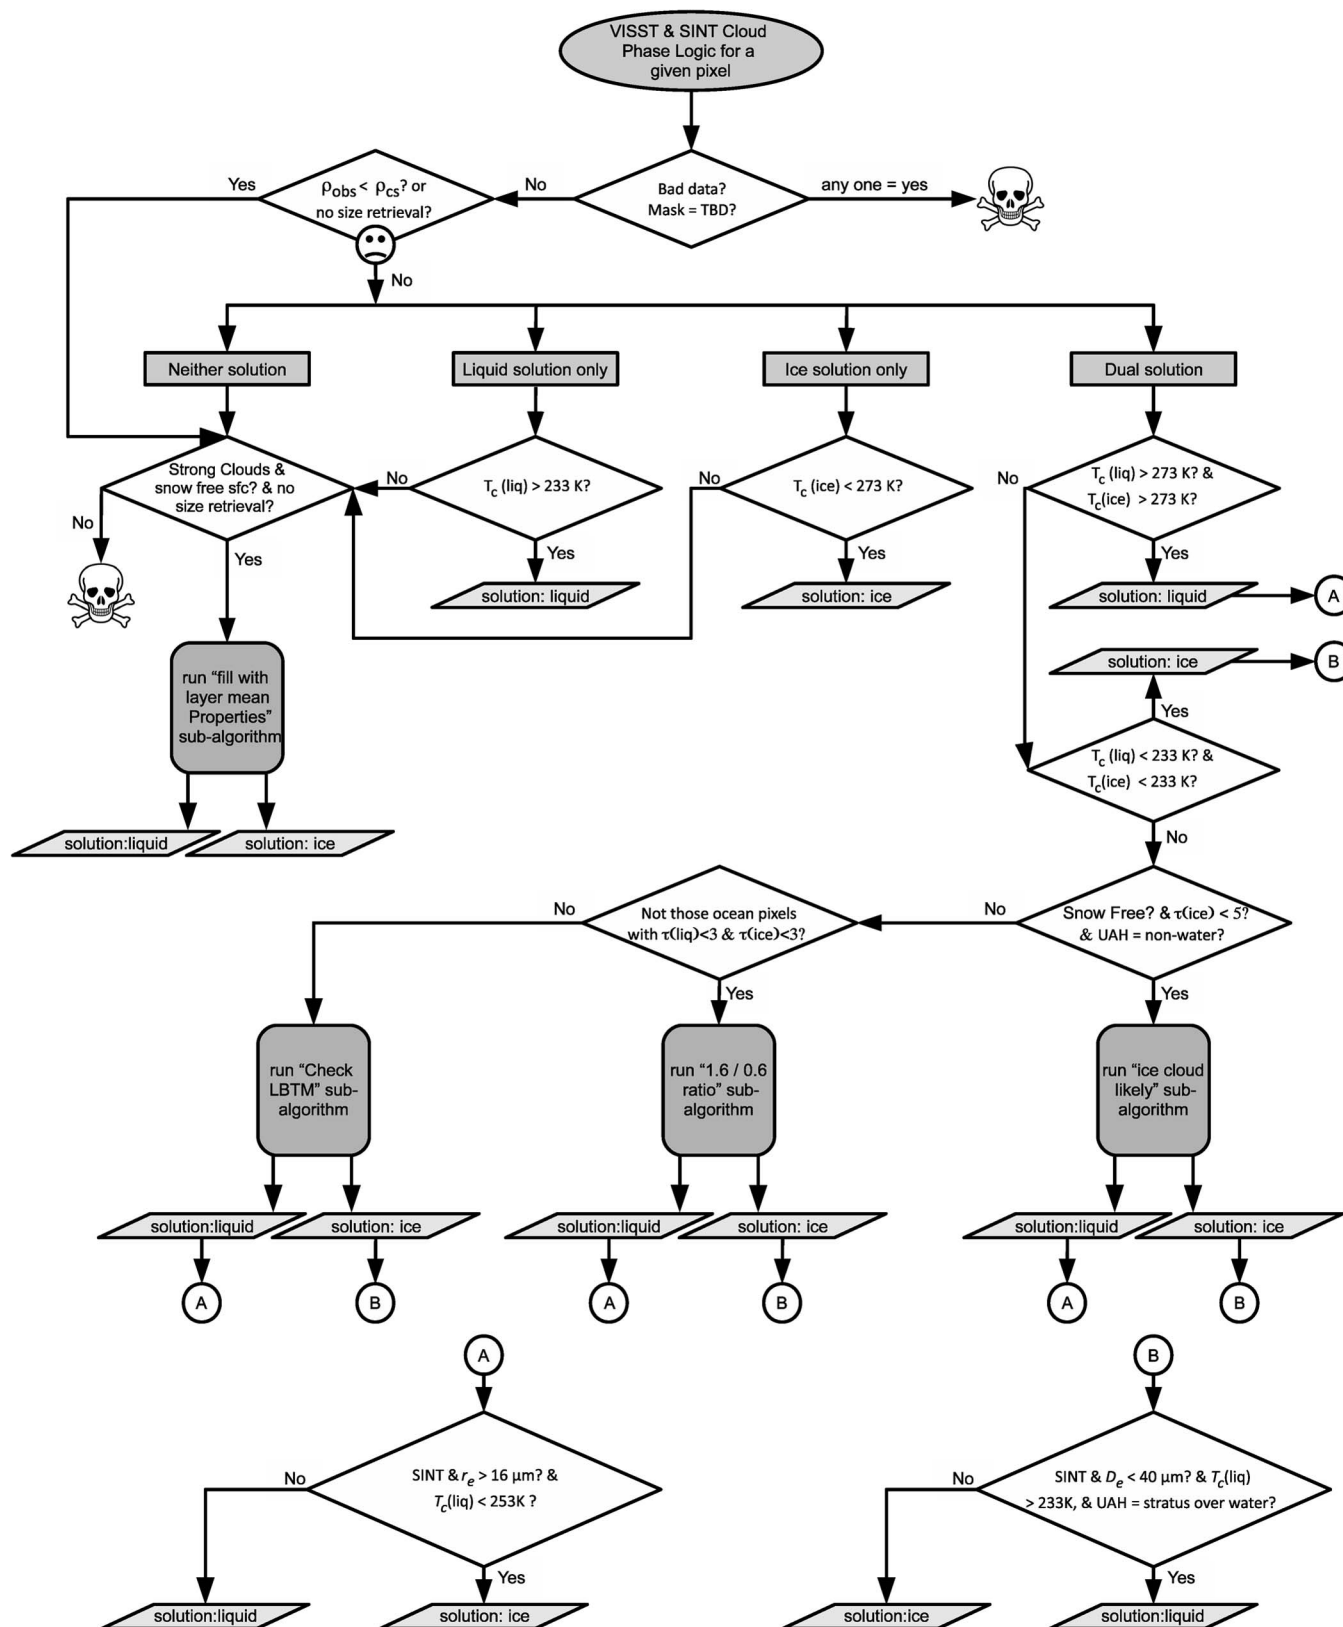 VISST & SINT Cloud
Phase Logic for a
given pixel
Yes
ρobs < ρcs? or
no size retrieval?
No
Bad data?
Mask = TBD?
any one = yes
No
Neither solution
Liquid solution only
Ice solution only
Dual solution
Strong Clouds &
snow free sfc? & no
size retrieval?
No
Tc (liq) > 233 K?
No
Tc (ice) < 273 K?
No
Tc (liq) > 273 K? &
Tc(ice) > 273 K?
No
Yes
Yes
Yes
Yes
solution: liquid
solution: ice
solution: liquid
A
solution: ice
B
Yes
run “fill with
layer mean
Properties”
sub-algorithm
Tc (liq) < 233 K? &
Tc(ice) < 233 K?
No
solution:liquid
solution: ice
No
Not those ocean pixels
with τ(liq)<3 & τ(ice)<3?
No
Snow Free? & τ(ice) < 5?
& UAH = non-water?
Yes
Yes
run “Check
LBTM” sub-
algorithm
run “1.6 / 0.6
ratio” sub-
algorithm
run “ice cloud
likely” sub-
algorithm
solution:liquid
solution: ice
solution:liquid
solution: ice
solution:liquid
solution: ice
A
B
A
B
A
B
A
B
No
SINT & re > 16 μm? &
Tc(liq) < 253K ?
No
SINT & De < 40 μm? & Tc(liq)
> 233K, & UAH = stratus over water?
Yes
Yes
solution:liquid
solution: ice
solution:ice
solution:liquid